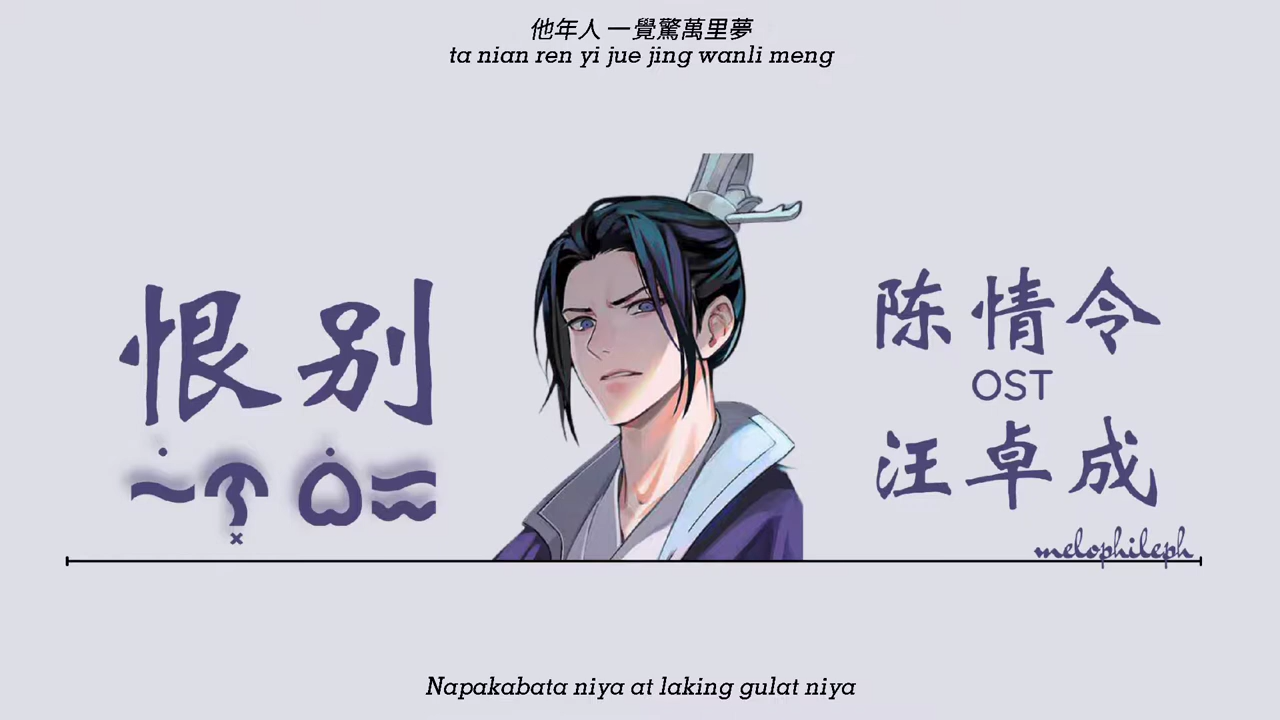 他年人 一覺驚萬里夢
ta nian ren yi jue jing wanli meng
恨别
ᜑᜒᜈ᜔ ᜊᜒᜁ
陈情令
OST
汪卓成
melophileph
Napakabata niya at laking gulat niya